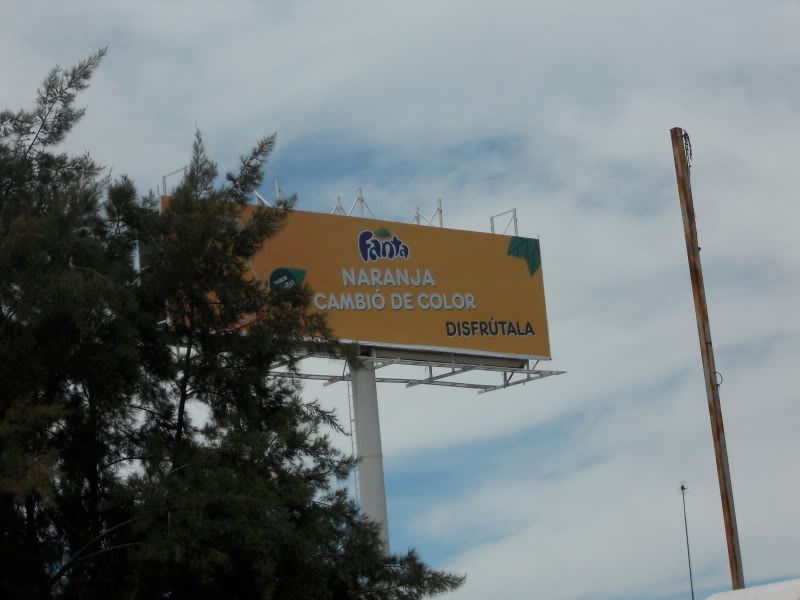 Fanta
NARANJA
CAMBIÓ DE COLOR
DISFRÚTALA